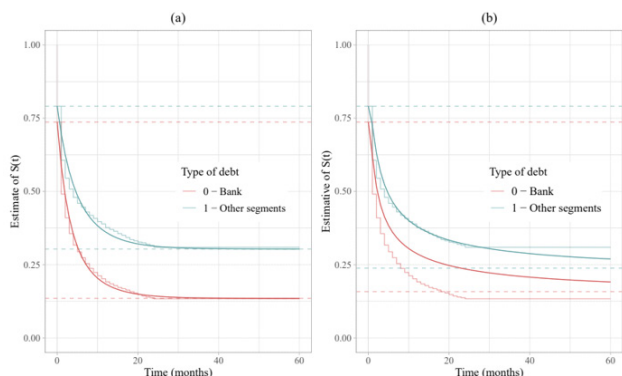 (a)
Estimate of S(t)
1.00
0.75
0.50
0.25
0.00
Type of debt
0 − Bank
1 − Other segments
0
20
40
60
Time (months)
(b)
Estimative of S(t)
1.00
0.75
0.50
0.25
0.00
Type of debt
0 − Bank
1 − Other segments
0
20
40
60
Time (months)